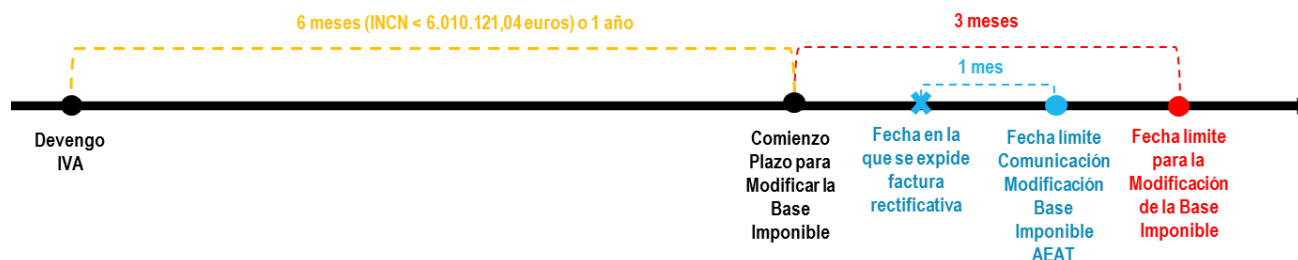 6 meses (INCN < 6.010.121,04 euros) o 1 año
3 meses
1 mes
Devengo
IVA
Comienzo
Plazo para
Modificar la
Base
Imponible
Fecha en la
que se expide
factura
rectificativa
Fecha límite
Comunicación
Modificación
Base
Imponible
AEAT
Fecha límite
para la
Modificación
de la Base
Imponible